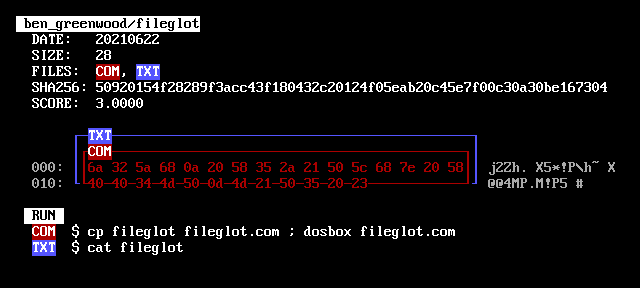 ben_greenwood/fileglot
DATE: 20210622
SIZE: 28
FILES: COM, TXT
SHA256: 50920154f28289f3acc43f180432c20124f05eab20c45e7f00c30a30be167304
SCORE: 3.0000
TXT
COM
000: 6a 32 5a 68 0a 20 58 35 2a 21 50 5c 68 7e 20 58 j2Zh. X5*!P\h~ X
010: 40 40 34 4d 50 0d 4d 21 50 35 20 23 @@4MP.M!P5 #
RUN
COM $ cp fileglot fileglot.com ; dosbox fileglot.com
TXT $ cat fileglot